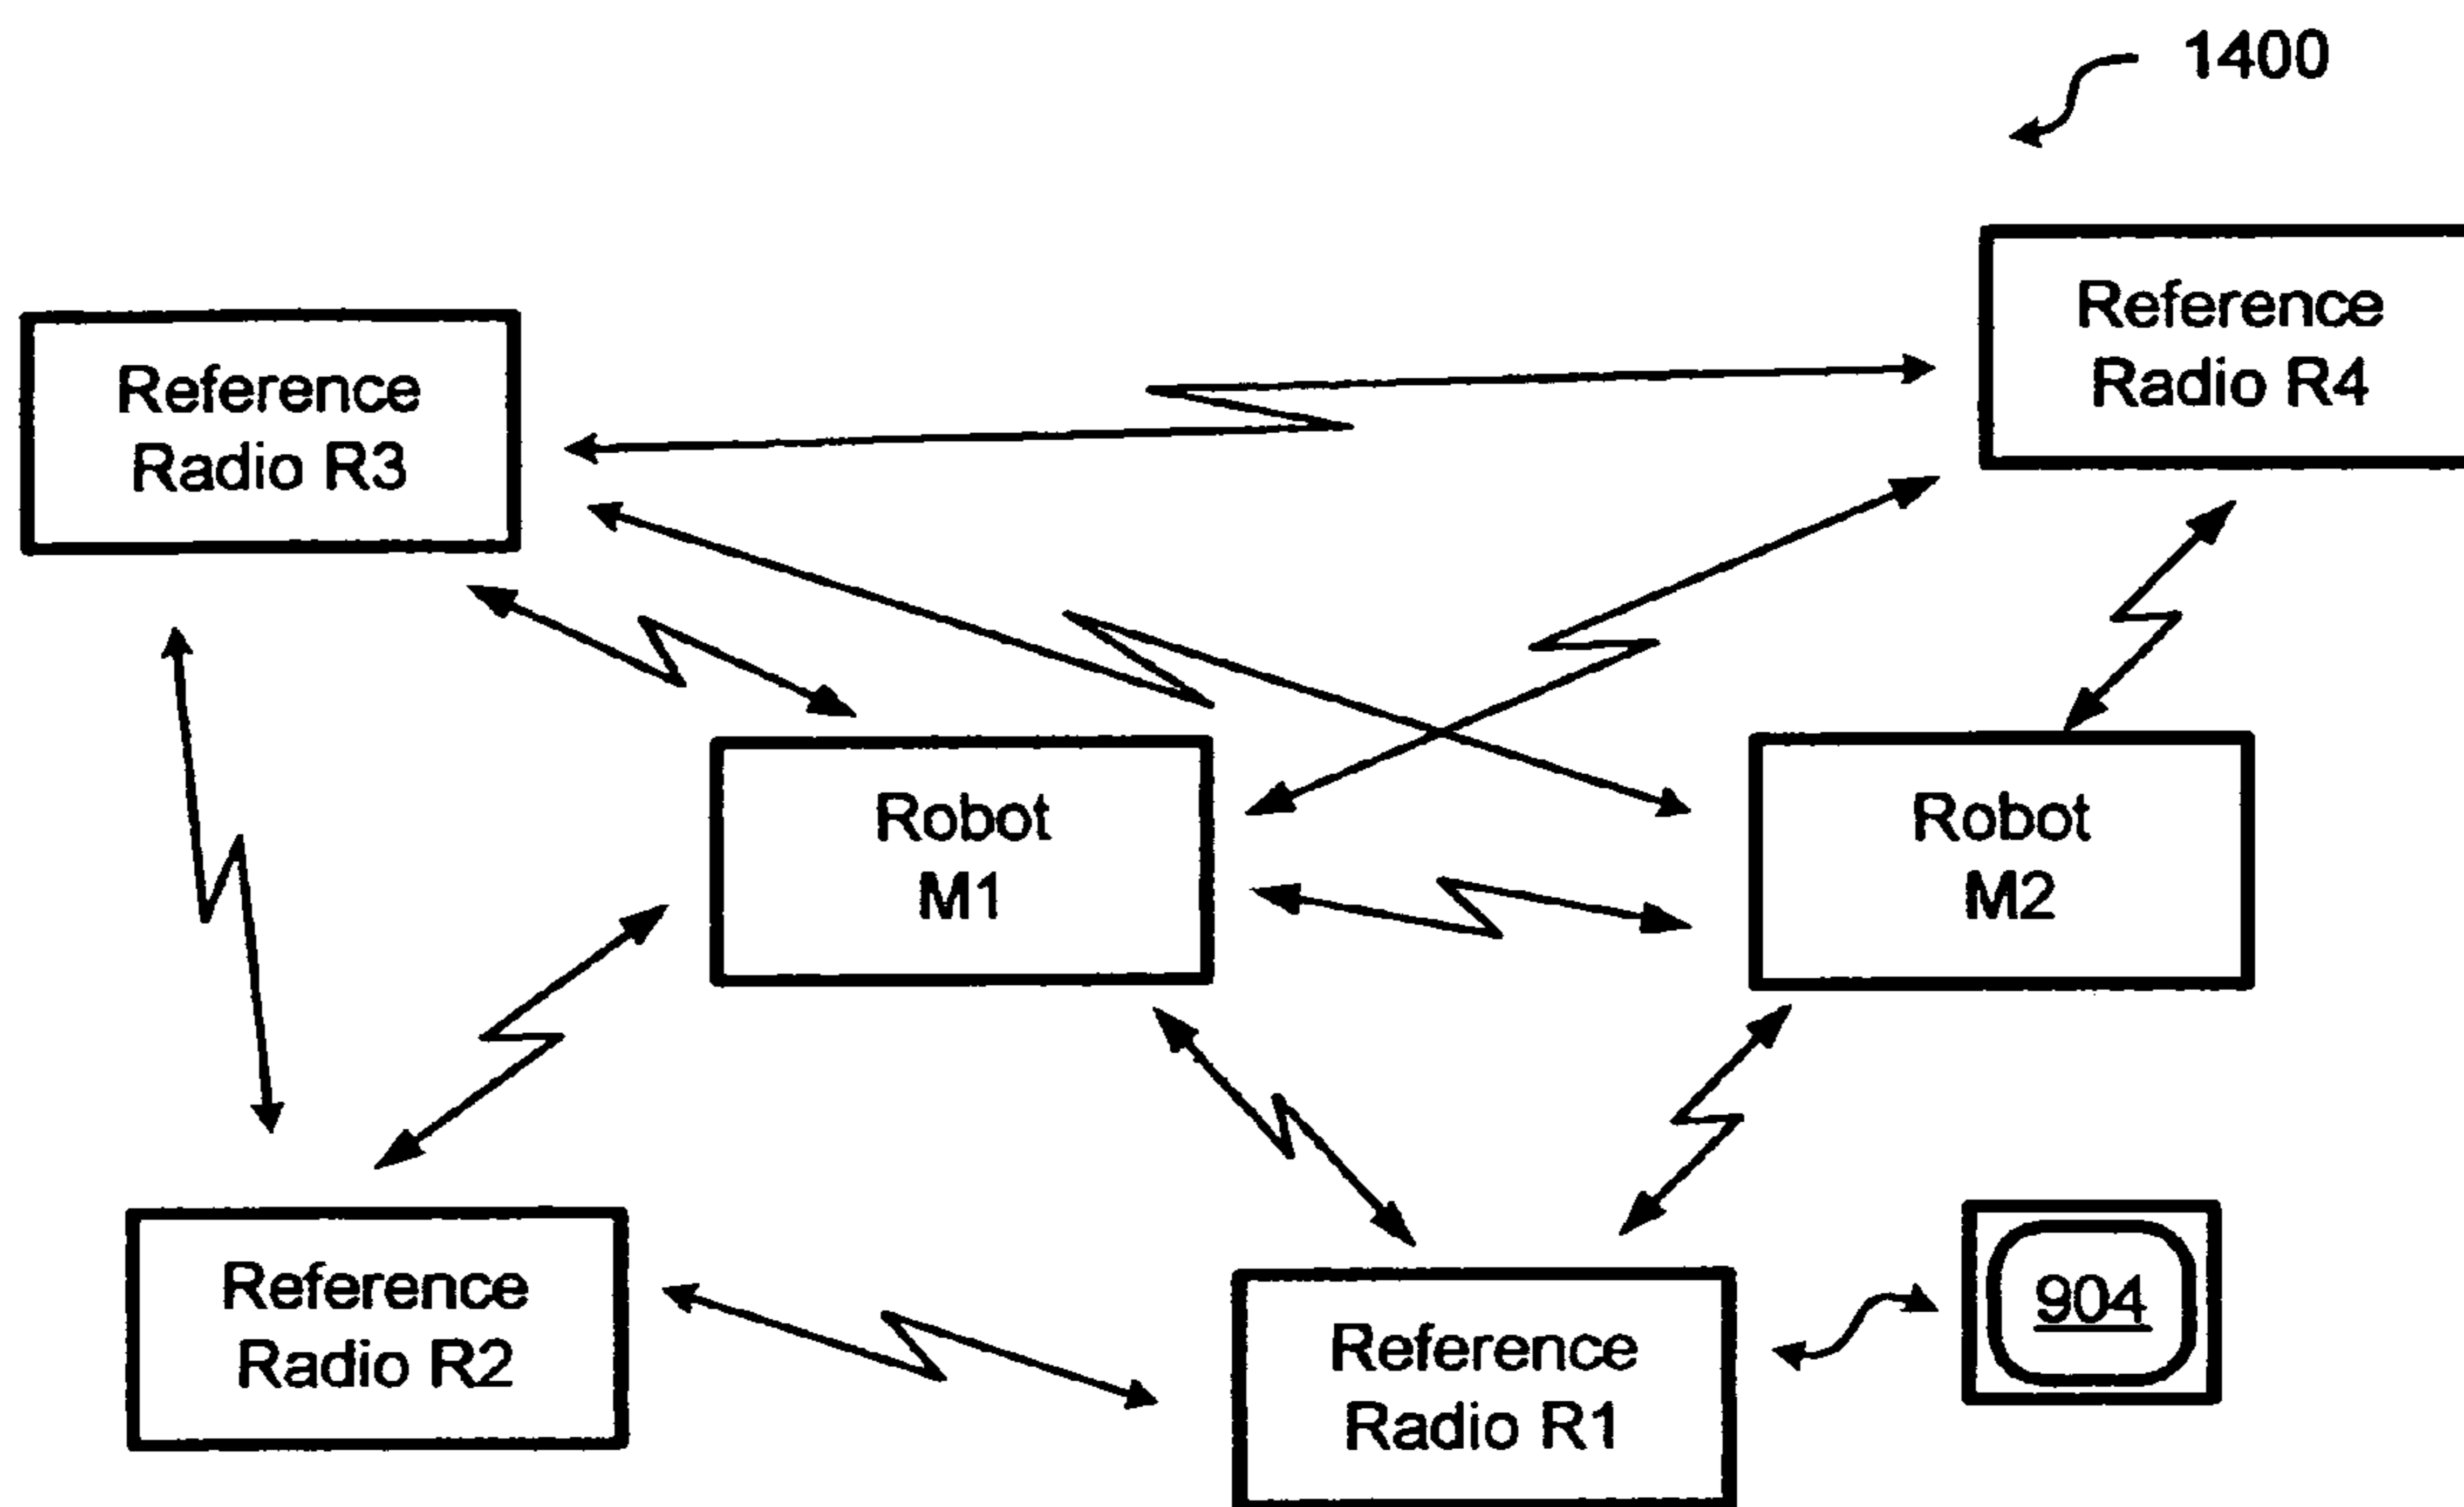 1400
Reference
Radio R4
Reference
Radio R3
Robot
M1
Robot
M2
Reference
Radio R2
Reference
Radio R1
904